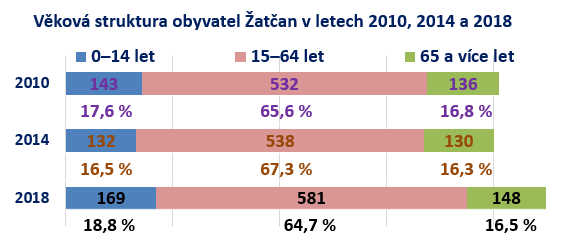 Věková struktura obyvatel Žatčan v letech 2010, 2014 a 2018
0–14 let 15–64 let 65 a více let
2010 143 532 136
17,6 % 65,6 % 16,8 %
2014 132 538 130
16,5 % 67,3 % 16,3 %
2018 169 581 148
18,8 % 64,7 % 16,5 %